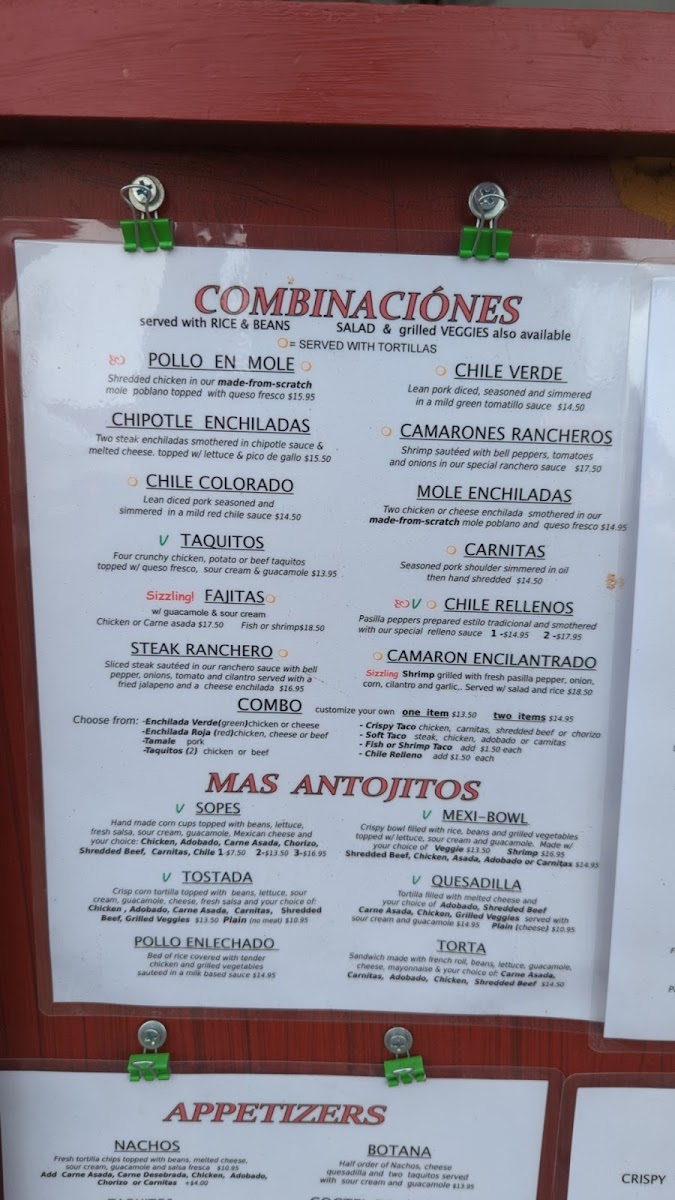 COMBINACIÓNES
served with RICE & BEANS SALAD & grilled VEGGIES also available
= SERVED WITH TORTILLAS
POLLO EN MOLE
Shredded chicken in our made-from-scratch
mole poblano topped with queso fresco $15.95
CHIPOTLE ENCHILADAS
Two steak enchiladas smothered in chipotle sauce &
melted cheese. topped w/ lettuce & pico de gallo $15.50
CHILE COLORADO
Lean diced pork seasoned and
simmered in a mild red chile sauce $14.50
V TAQUITOS
Four crunchy chicken, potato or beef taquitos
topped w/ queso fresco, sour cream & guacamole $13.95
Sizzling! FAJITAS
w/ guacamole & sour cream
Chicken or Carne asada $17.50 Fish or shrimp$18.50
STEAK RANCHERO
Sliced steak sautéed in our ranchero sauce with bell
pepper, onions, tomato and cilantro served with a
fried jalapeno and a cheese enchilada $16.95
CHILE VERDE
Lean pork diced, seasoned and simmered
in a mild green tomatillo sauce $14.50
CAMARONES RANCHEROS
Shrimp sautéed with bell peppers, tomatoes
and onions in our special ranchero sauce $17.50
MOLE ENCHILADAS
Two chicken or cheese enchilada smothered in our
made-from-scratch mole poblano and queso fresco $14.95
CARNITAS
Seasoned pork shoulder simmered in oil
then hand shredded $14.50
V CHILE RELLENOS
Pasilla peppers prepared estilo tradicional and smothered
with our special relleno sauce 1 -$14.95 2 -$17.95
CAMARON ENCILANTRADO
Sizzling Shrimp grilled with fresh pasilla pepper, onion,
corn, cilantro and garlic,. Served w/ salad and rice $18.50
COMBO customize your own one item $13.50 two items $14.95
Choose from: -Enchilada Verde(green)chicken or cheese
-Enchilada Roja (red)chicken, cheese or beef
-Tamale pork
-Taquitos (2) chicken or beef
- Crispy Taco chicken, carnitas, shredded beef or chorizo
- Soft Taco steak, chicken, adobado or carnitas
- Fish or Shrimp Taco add $1.50 each
- Chile Relleno add $1.50 each
MAS ANTOJITOS
V SOPES
Hand made corn cups topped with beans, lettuce,
fresh salsa, sour cream, guacamole, Mexican cheese and
your choice: Chicken, Adobado, Carne Asada, Chorizo,
Shredded Beef, Carnitas, Chile 1-$7.50 2-$13.50 3-$16.95
V TOSTADA
Crisp corn tortilla topped with beans, lettuce, sour
cream, guacamole, cheese, fresh salsa and your choice of:
Chicken , Adobado, Carne Asada, Carnitas, Shredded
Beef, Grilled Veggies $13.50 Plain (no meat) $10.95
POLLO ENLECHADO
Bed of rice covered with tender
chicken and grilled vegetables
sauteed in a milk based sauce $14.95
V MEXI-BOWL
Crispy bowl filled with rice, beans and grilled vegetables
topped w/ lettuce, sour cream and guacamole. Made w/
your choice of Veggie $13.50 Shrimp $16.95
Shredded Beef, Chicken, Asada, Adobado or Carnitas $14.95
V QUESADILLA
Tortilla filled with melted cheese and
your choice of Adobado, Shredded Beef
Carne Asada, Chicken, Grilled Veggies served with
sour cream and guacamole $14.95 Plain (cheese) $10.95
TORTA
Sandwich made with french roll, beans, lettuce, guacamole,
cheese, mayonnaise & your choice of: Carne Asada,
Carnitas, Adobado, Chicken, Shredded Beef $14.50
APPETIZERS
NACHOS
Fresh tortilla chips topped with beans, melted cheese,
sour cream, guacamole and salsa fresca $10.95
Add Carne Asada, Carne Desebrada, Chicken, Adobado,
Chorizo or Carnitas +$4.00
BOTANA
Half order of Nachos, cheese
quesadilla and two taquitos served
with sour cream and guacamole $13.95
CRISPY